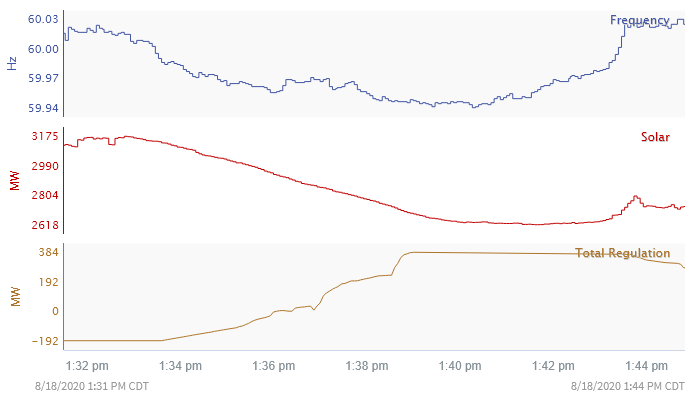 Frequency
60.03
60.00
59.97
59.94
Hz
Solar
3175
2990
2804
2618
MW
Total Regulation
384
192
0
−192
MW
1:32 pm 1:34 pm 1:36 pm 1:38 pm 1:40 pm 1:42 pm 1:44 pm
8/18/2020 1:31 PM CDT 8/18/2020 1:44 PM CDT